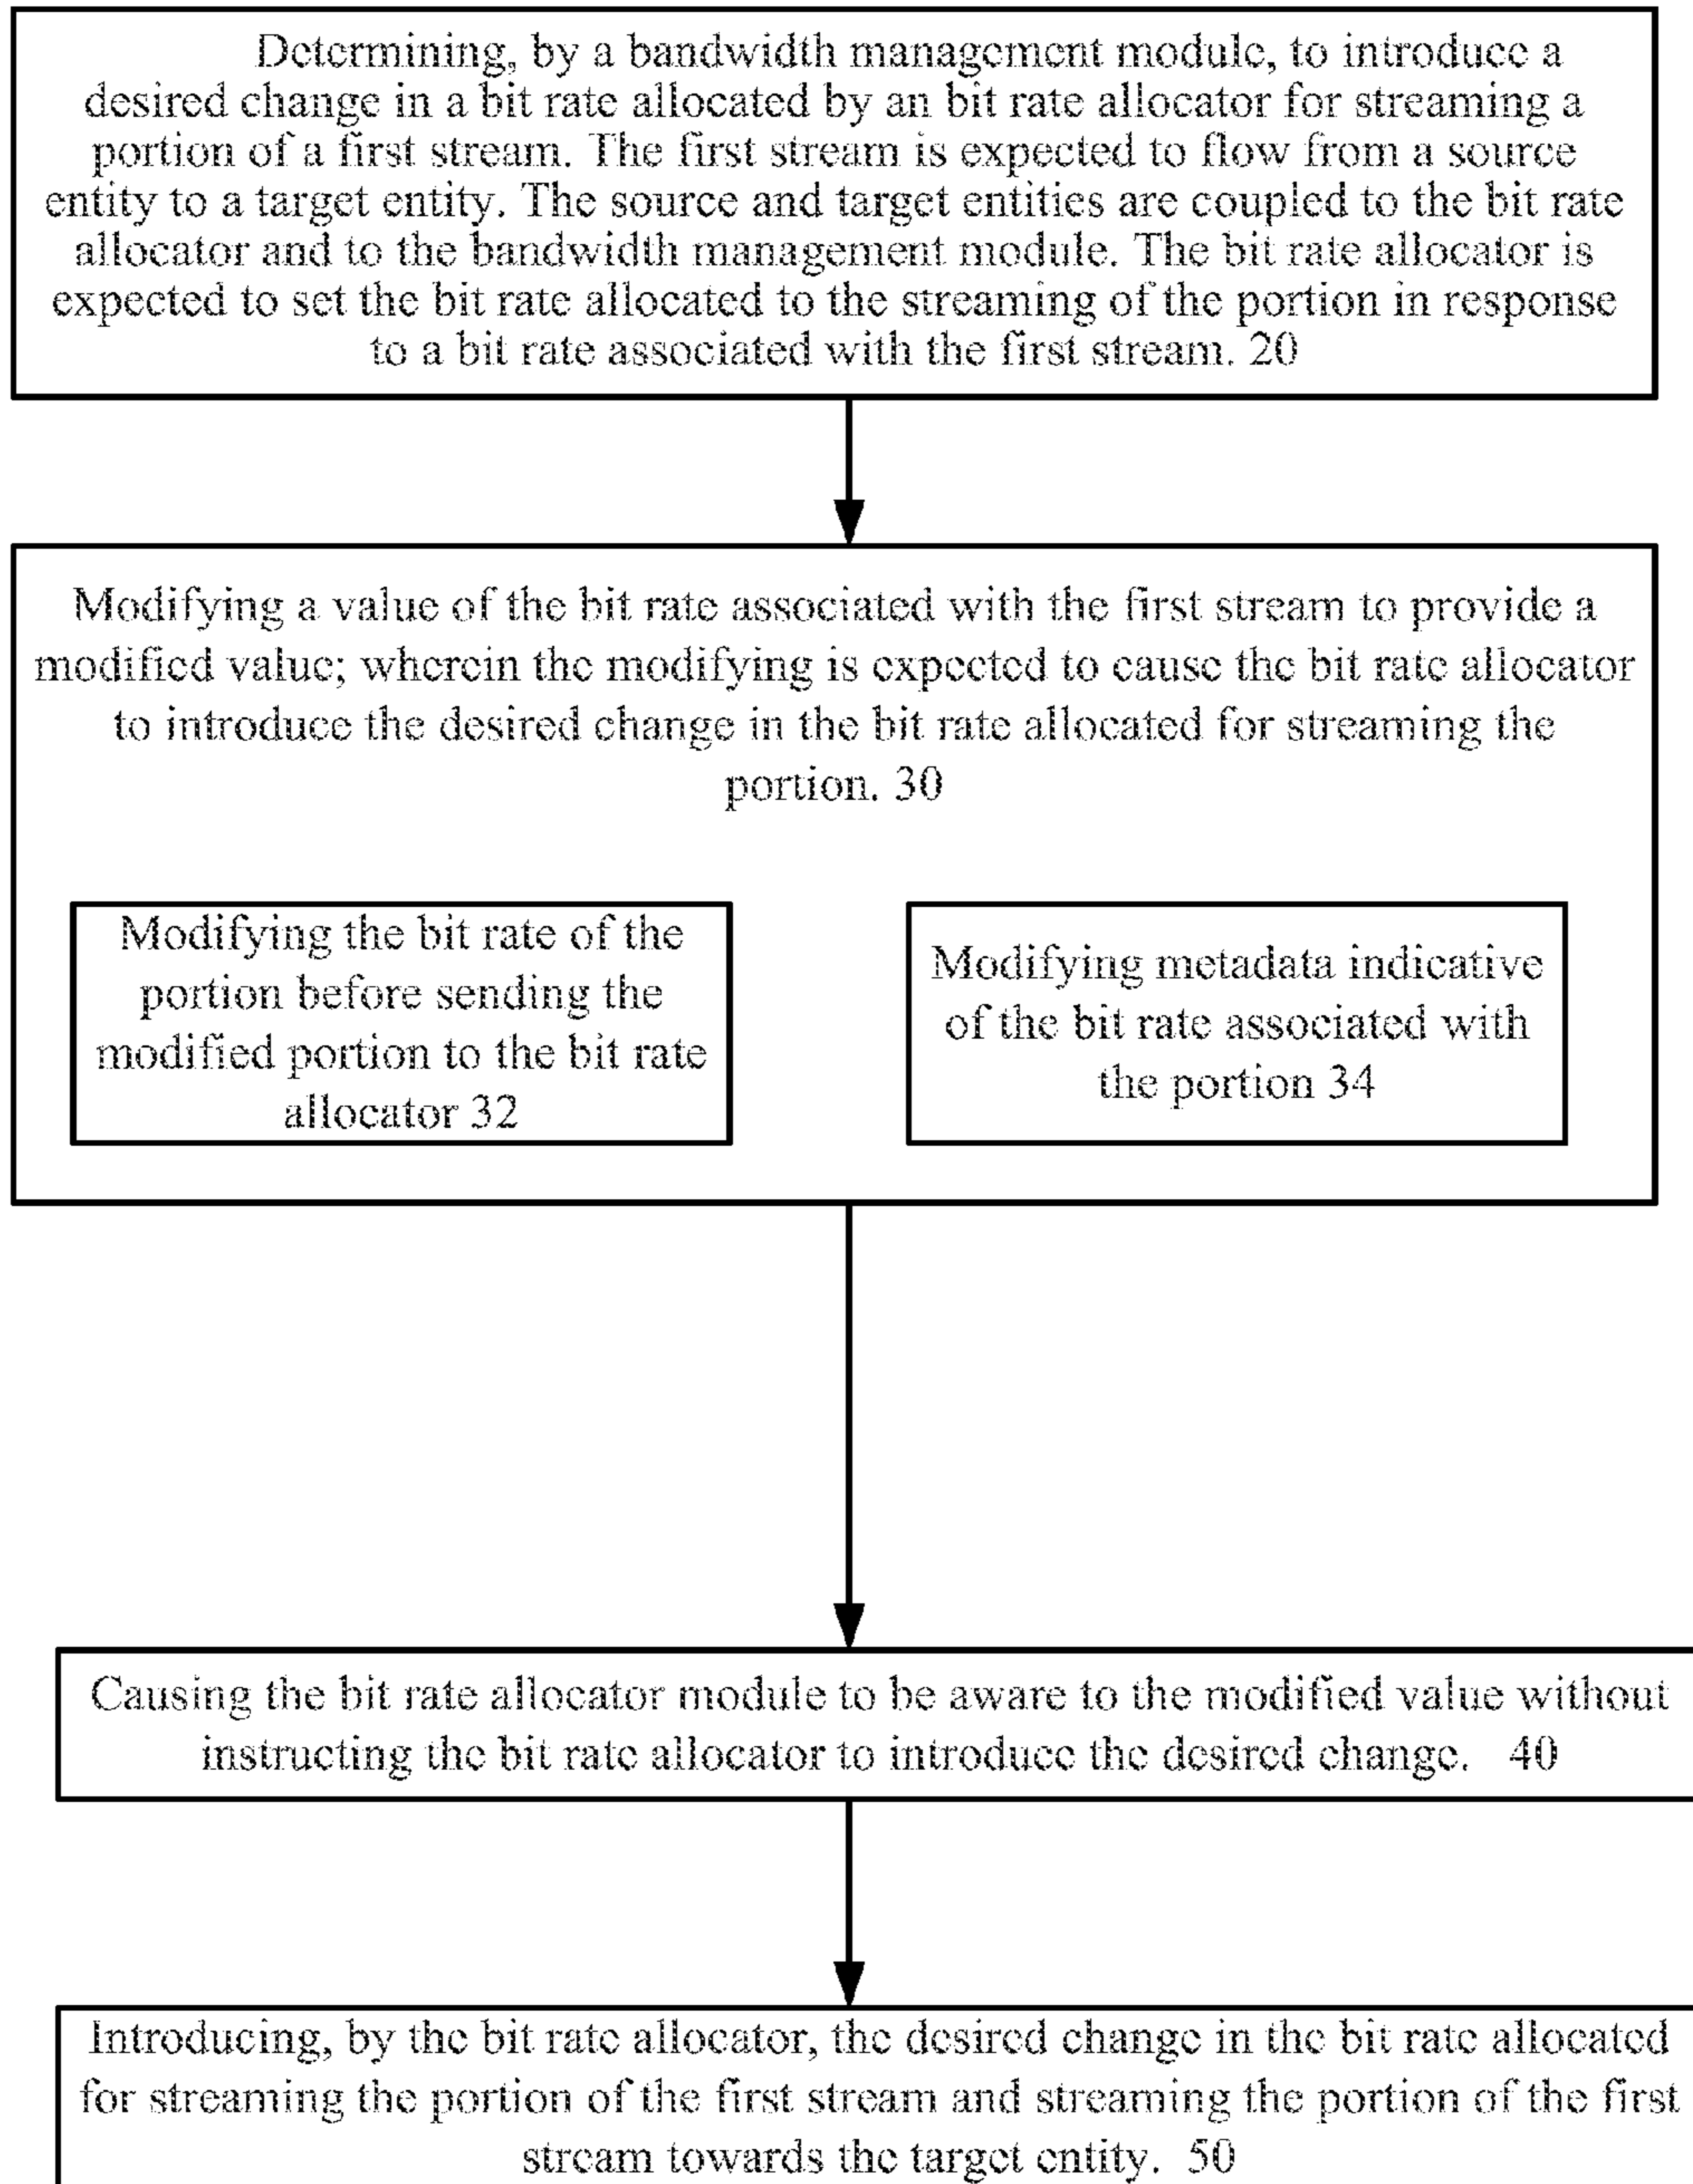 Determining, by a bandwidth management module, to introduce a
desired change in a bit rate allocated by an bit rate allocator for streaming a
portion of a first stream. The first stream is expected to flow from a source
entity to a target entity. The source and target entities are coupled to the bit rate
allocator and to the bandwidth management module. The bit rate allocator is
expected to set the bit rate allocated to the streaming of the portion in response
to a bit rate associated with the first stream. 20
Modifying a value of the bit rate associated with the first stream to provide a
modified value; wherein the modifying is expected to cause the bit rate allocator
to introduce the desired change in the bit rate allocated for streaming the
portion. 30
Modifying the bit rate of the
portion before sending the
modified portion to the bit rate
allocator 32
Modifying metadata indicative
of the bit rate associated with
the portion 34
Causing the bit rate allocator module to be aware to the modified value without
instructing the bit rate allocator to introduce the desired change. 40
Introducing, by the bit rate allocator, the desired change in the bit rate allocated
for streaming the portion of the first stream and streaming the portion of the first
stream towards the target entity. 50